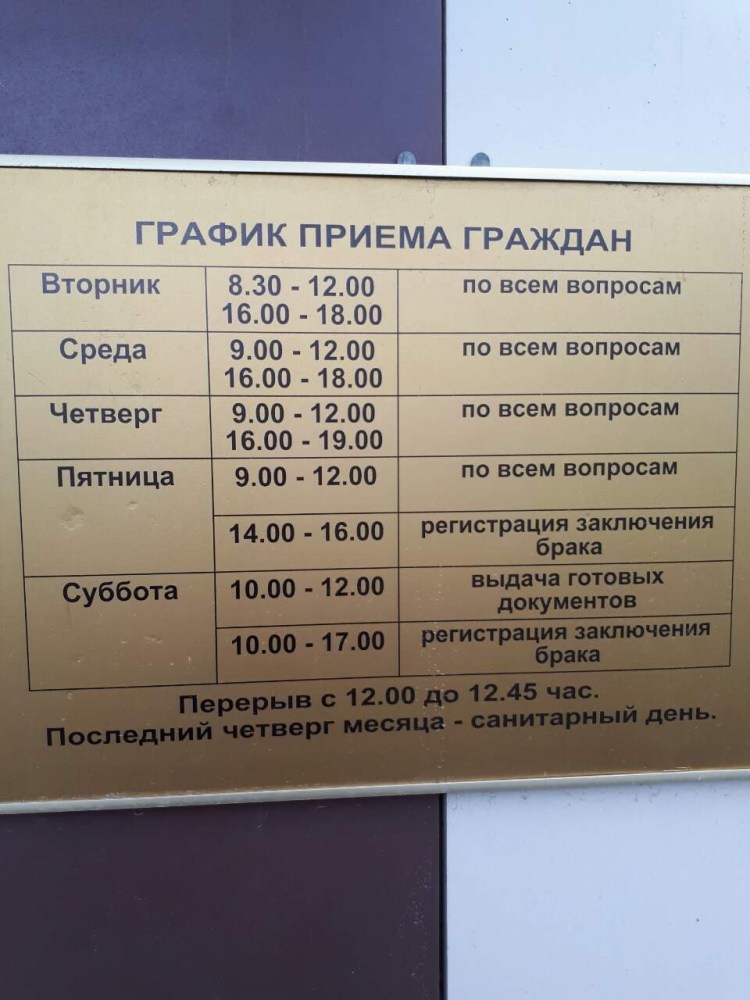 ГРАФИК ПРИЕМА ГРАЖДАН
Вторник
8.30 - 12.00
16.00 - 18.00
по всем вопросам
Среда
9.00 - 12.00
16.00 - 18.00
по всем вопросам
Четверг
9.00 - 12.00
16.00 - 19.00
по всем вопросам
Пятница
9.00 - 12.00
по всем вопросам
14.00 - 16.00
регистрация заключения
брака
Суббота
10.00 - 12.00
выдача готовых
документов
10.00 - 17.00
регистрация заключения
брака
Перерыв с 12.00 до 12.45 час.
Последний четверг месяца - санитарный день.